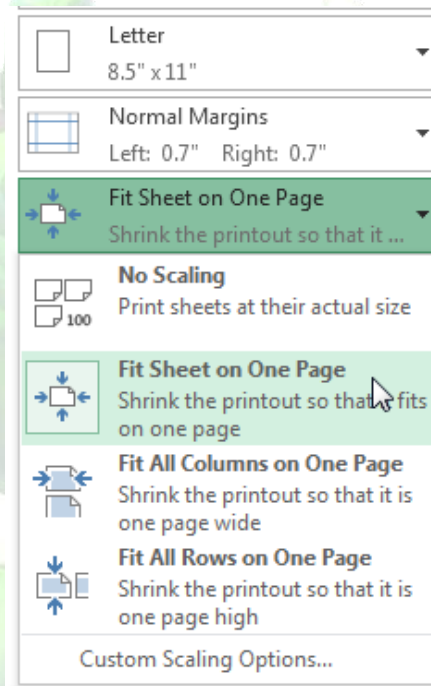 Letter
8.5" x 11"
Normal Margins
Left: 0.7" Right: 0.7"
Fit Sheet on One Page
Shrink the printout so that it ...
No Scaling
100 Print sheets at their actual size
Fit Sheet on One Page
Shrink the printout so that it fits
on one page
Fit All Columns on One Page
Shrink the printout so that it is
one page wide
Fit All Rows on One Page
Shrink the printout so that it is
one page high
Custom Scaling Options...